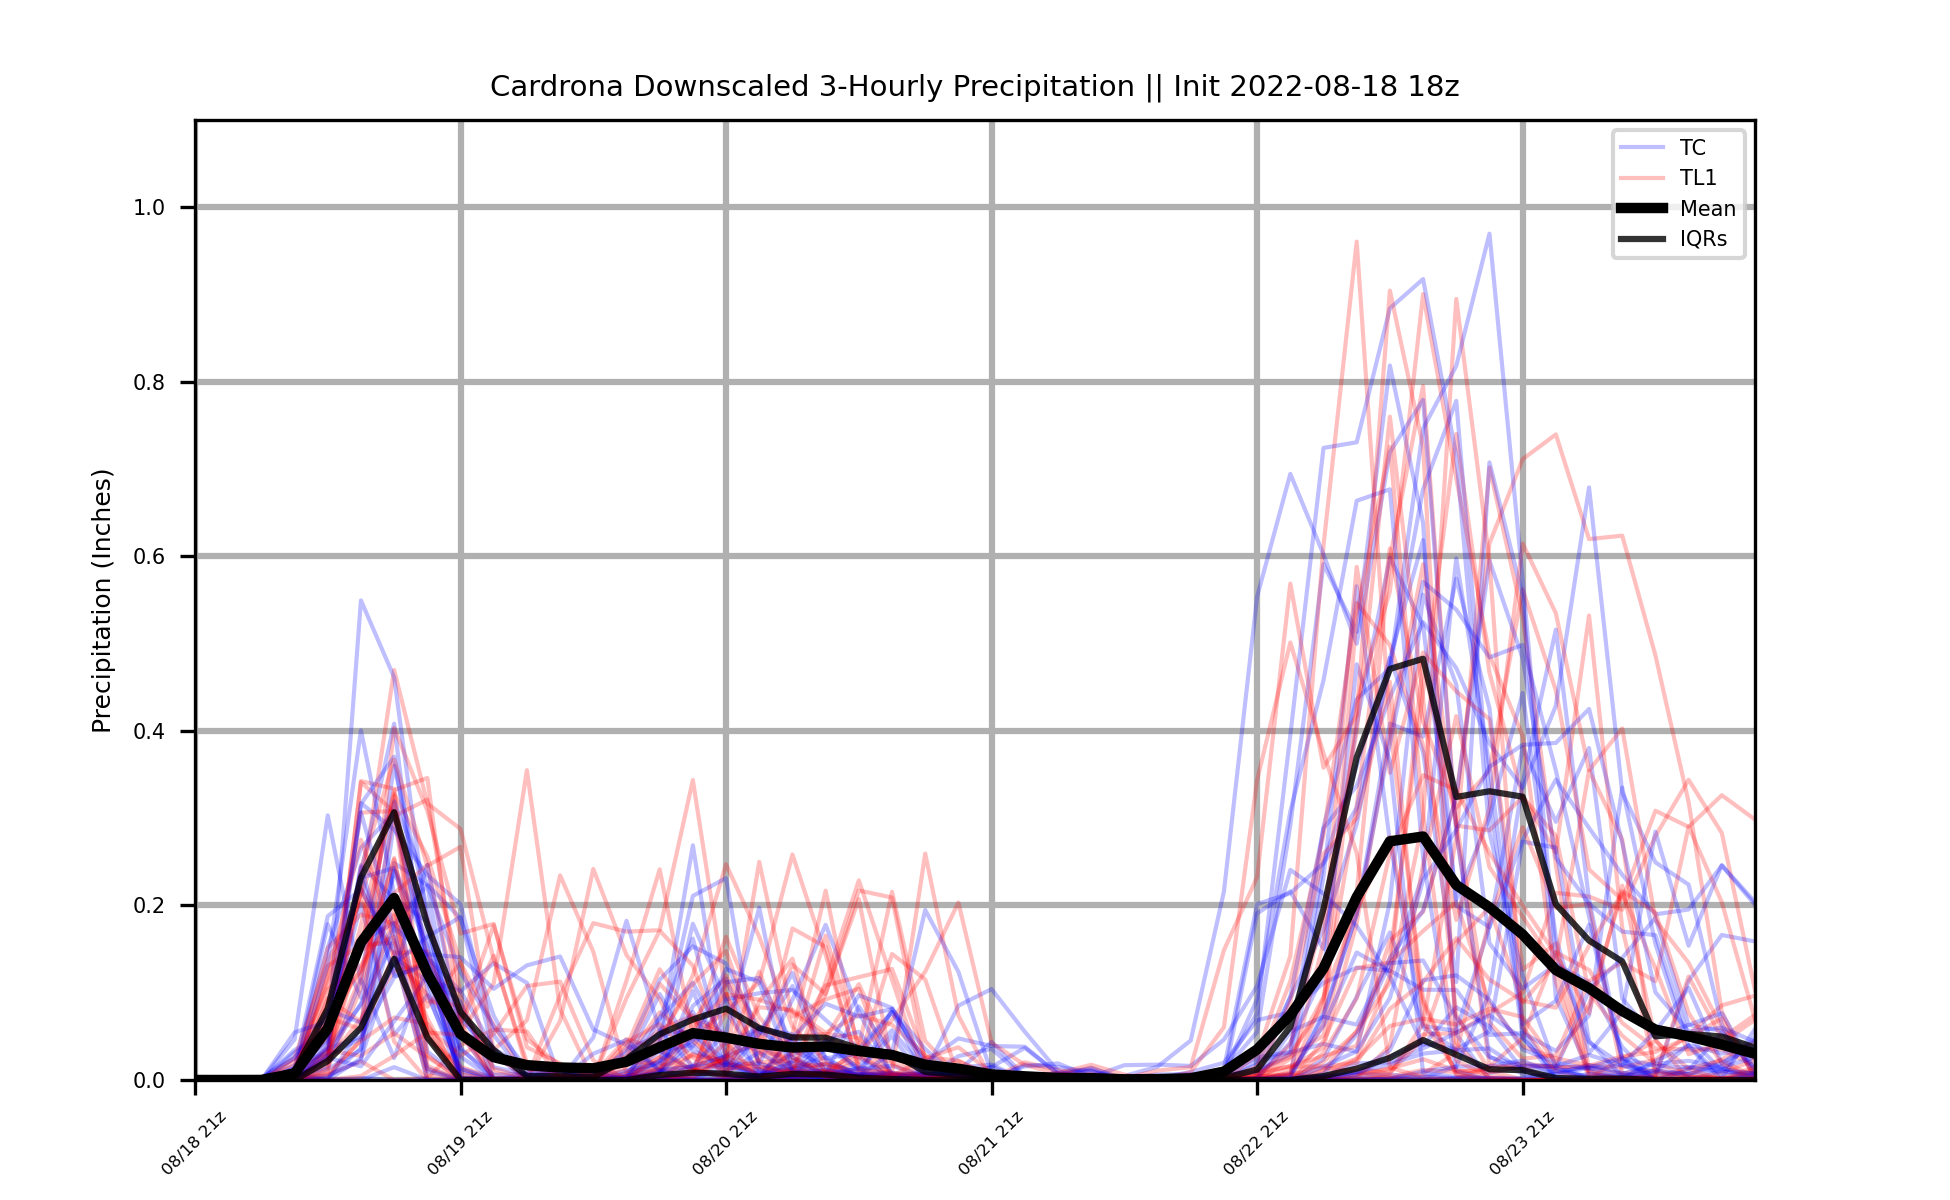 Cardrona Downscaled 3-Hourly Precipitation || Init 2022-08-18 18z
TC
TL1
Mean
IQRs
Precipitation (Inches)
1.0
0.8
0.6
0.4
0.2
0.0
08/18 21z
08/19 21z
08/20 21z
08/21 21z
08/22 21z
08/23 21z